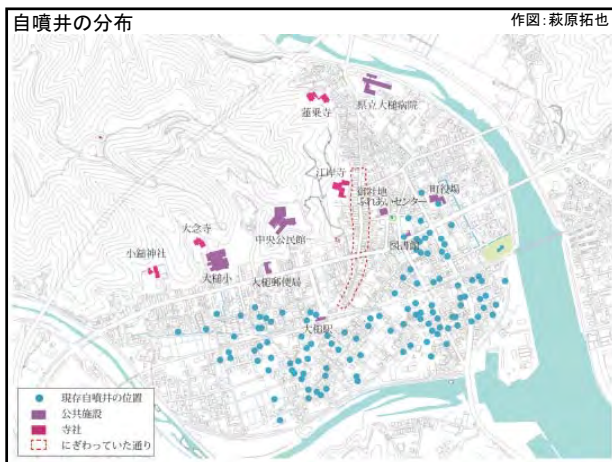 自噴井の分布
作図:萩原拓也
県立大槌病院
蓮乗寺
江岸寺
御社地
ふれあいセンター
町役場
大念寺
中央公民館
図書館
小鎚神社
大槌小
大槌郵便局
大槌駅
現存自噴井の位置
公共施設
寺社
にぎわっていた通り